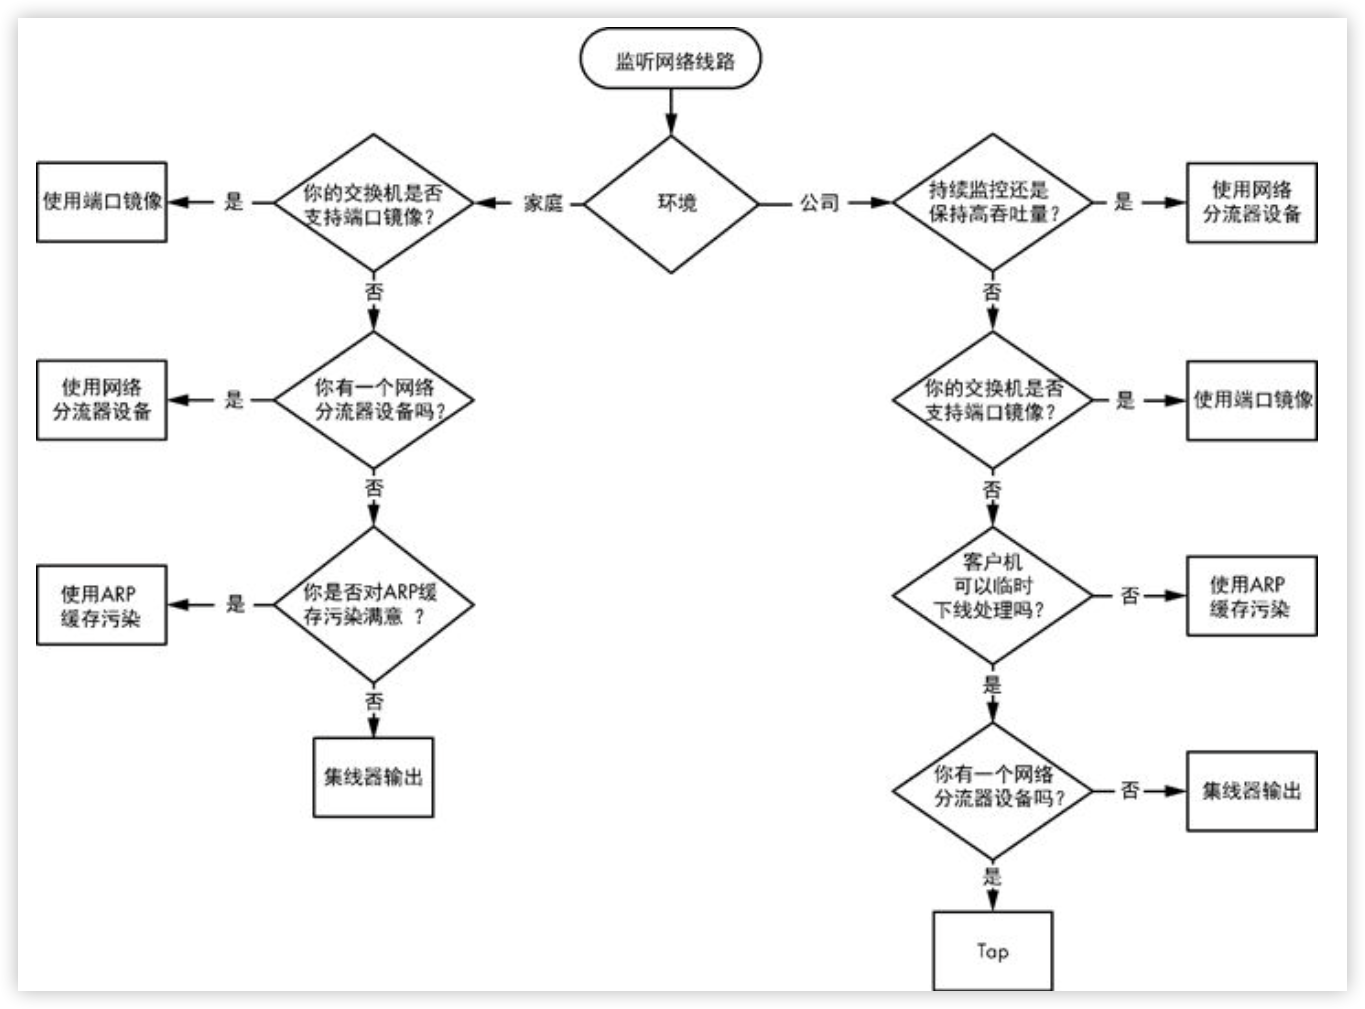 监听网络线路
环境
家庭
公司
你的交换机是否
支持端口镜像？
是
使用端口镜像
否
你有一个网络
分流器设备吗？
是
使用网络
分流器设备
否
你是否对ARP缓
存污染满意 ？
是
使用ARP
缓存污染
否
集线器输出
持续监控还是
保持高吞吐量？
是
使用网络
分流器设备
否
你的交换机是否
支持端口镜像？
是
使用端口镜像
否
客户机
可以临时
下线处理吗？
否
使用ARP
缓存污染
是
你有一个网络
分流器设备吗？
否
集线器输出
是
Tap